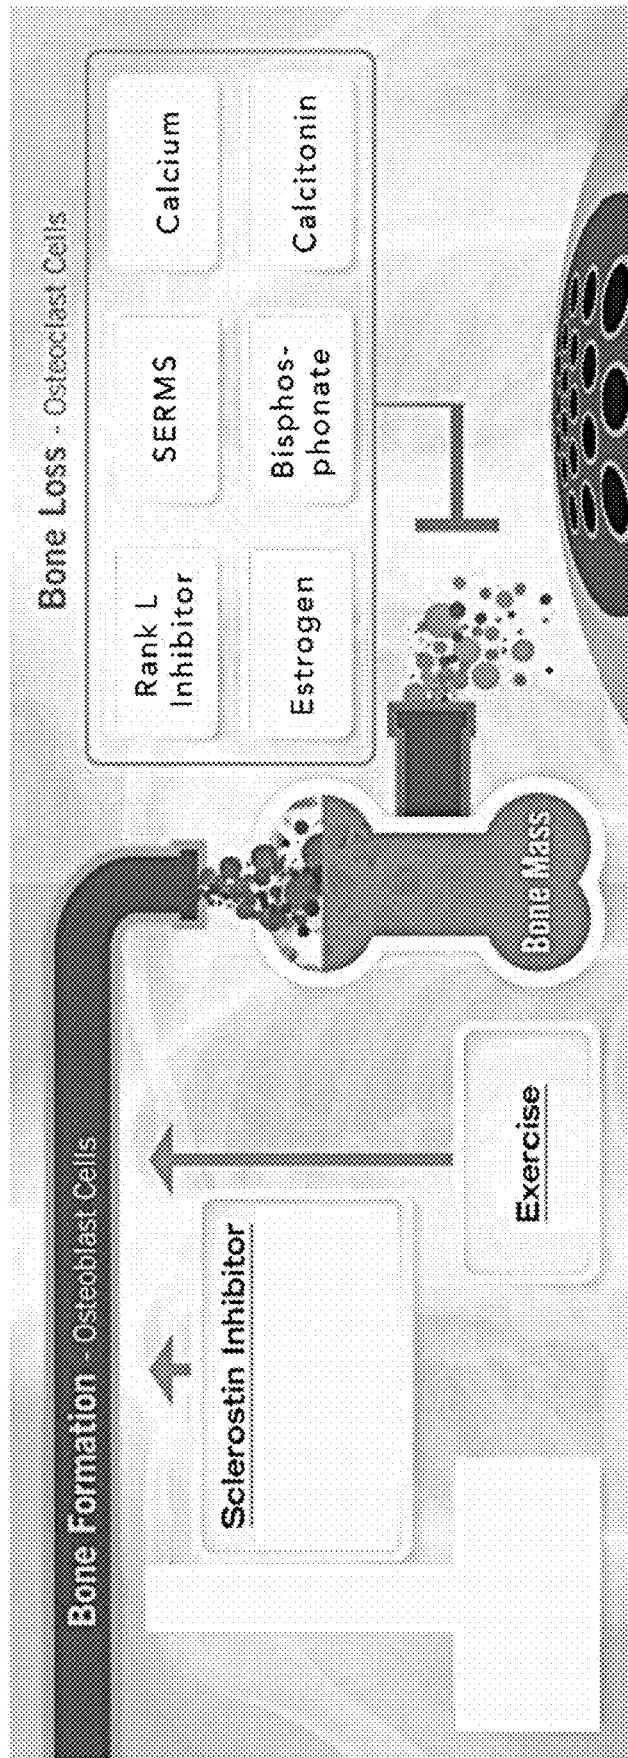 Bone Formation - Osteoblast Cells
Sclerostin Inhibitor
Exercise
Bone Mass
Bone Loss - Osteoclast Cells
Rank L
Inhibitor
SERMS
Calcium
Estrogen
Bisphos-
phonate
Calcitonin